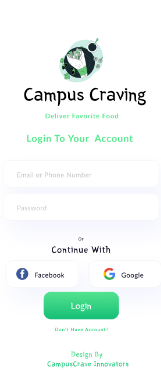 Campus Craving
Deliver Favorite Food
Login To Your Account
Email or Phone Number
Password
Or
Continue With
Facebook
Google
Login
Don't Have Account?
Design By
CampusCrave Innovators